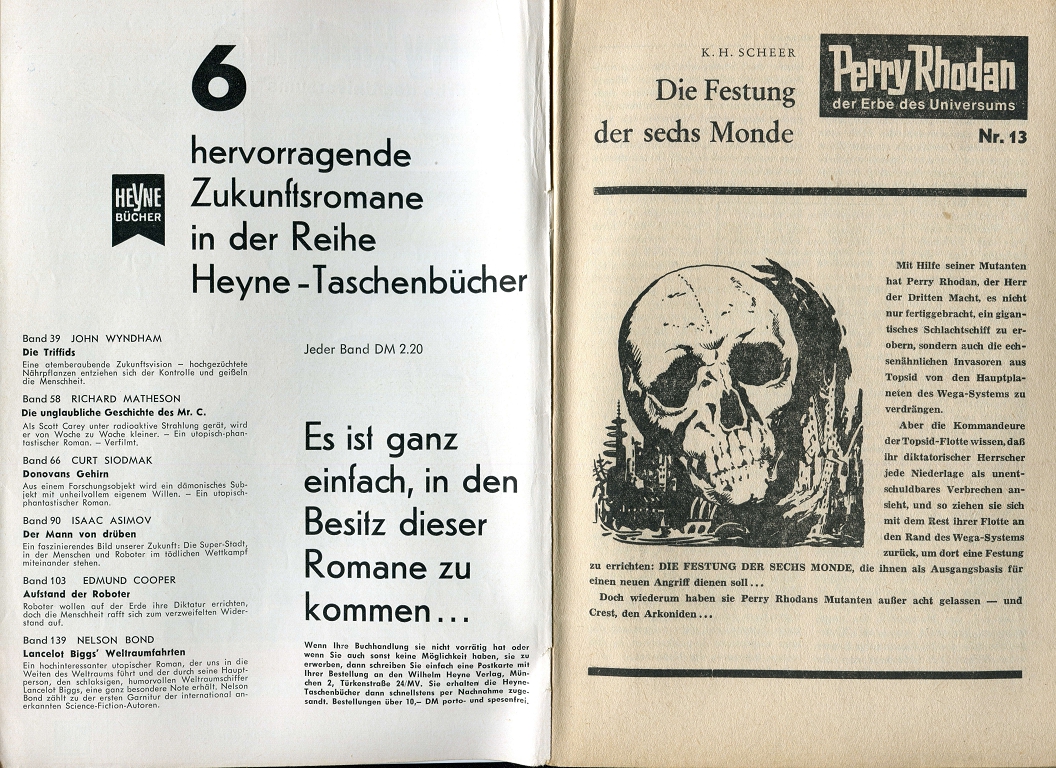 6
hervorragende
Zukunftsromane
in der Reihe
Heyne-Taschenbücher
HEYNE
BÜCHER
Band 39 JOHN WYNDHAM
Die Triffids
Eine atemberaubende Zukunftsvision – hochgezüchtete
Nährpflanzen entziehen sich der Kontrolle und geißeln
die Menschheit.
Band 58 RICHARD MATHESON
Die unglaubliche Geschichte des Mr. C.
Als Scott Carey unter radioaktive Strahlung gerät, wird
er von Woche zu Woche kleiner. – Ein utopisch-phan-
tastischer Roman. – Verfilmt.
Band 66 CURT SIODMAK
Donovans Gehirn
Aus einem Forschungsobjekt wird ein dämonisches Sub-
jekt mit unheilvollem eigenem Willen. – Ein utopisch-
phantastischer Roman.
Band 90 ISAAC ASIMOV
Der Mann von drüben
Ein faszinierendes Bild unserer Zukunft: Die Super-Stadt,
in der Menschen und Roboter im tödlichen Wettkampf
miteinander stehen.
Band 103 EDMUND COOPER
Aufstand der Roboter
Roboter wollen auf der Erde ihre Diktatur errichten,
doch die Menschheit rafft sich zum verzweifelten Wider-
stand auf.
Band 139 NELSON BOND
Lancelot Biggs' Weltraumfahrten
Ein hochinteressanter utopischer Roman, der uns in die
Weiten des Weltraums führt und der durch seine Haupt-
person, den schlaksigen, humorvollen Weltraumschiffer
Lancelot Biggs, eine ganz besondere Note erhält. Nelson
Bond zählt zu der ersten Garnitur der international an-
erkannten Science-Fiction-Autoren.
Jeder Band DM 2.20
Es ist ganz
einfach, in den
Besitz dieser
Romane zu
kommen...
Wenn Ihre Buchhandlung sie nicht vorrätig hat oder
wenn Sie auch sonst keine Möglichkeit haben, sie zu
erwerben, dann schreiben Sie einfach eine Postkarte mit
Ihrer Bestellung an den Wilhelm Heyne Verlag, Mün-
chen 2, Türkenstraße 24/MV. Sie erhalten die Heyne-
Taschenbücher dann schnellstens per Nachnahme zuge-
sandt. Bestellungen über 10,– DM porto- und spesenfrei.
K. H. SCHEER
Die Festung
der sechs Monde
Perry Rhodan
der Erbe des Universums
Nr. 13
Mit Hilfe seiner Mutanten
hat Perry Rhodan, der Herr
der Dritten Macht, es nicht
nur fertiggebracht, ein gigan-
tisches Schlachtschiff zu er-
obern, sondern auch die ech-
senähnlichen Invasoren aus
Topsid von den Hauptpla-
neten des Wega-Systems zu
verdrängen.
Aber die Kommandeure
der Topsid-Flotte wissen, daß
ihr diktatorischer Herrscher
jede Niederlage als unent-
schuldbares Verbrechen an-
sieht, und so ziehen sie sich
mit dem Rest ihrer Flotte an
den Rand des Wega-Systems
zurück, um dort eine Festung
zu errichten: DIE FESTUNG DER SECHS MONDE, die ihnen als Ausgangsbasis für
einen neuen Angriff dienen soll...
Doch wiederum haben sie Perry Rhodans Mutanten außer acht gelassen — und
Crest, den Arkoniden...